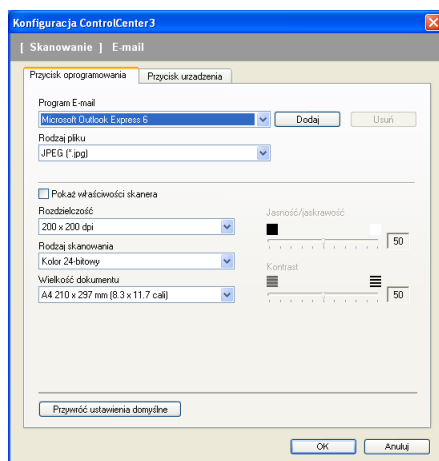 Konfiguracja ControlCenter3
[ Skanowanie ] E-mail
Przycisk oprogramowania Przycisk urzadzenia
Program E-mail
Microsoft Outlook Express 6 Dodaj Usuń
Rodzaj pliku
JPEG (*.jpg)
Pokaż właściwości skanera
Rozdzielczość Jasność/jaskrawość
200 x 200 dpi 50
Rodzaj skanowania
Kolor 24-bitowy
Kontrast
Wielkość dokumentu
A4 210 x 297 mm (8.3 x 11.7 cali) 50
Przywróć ustawienia domyślne
OK Anuluj